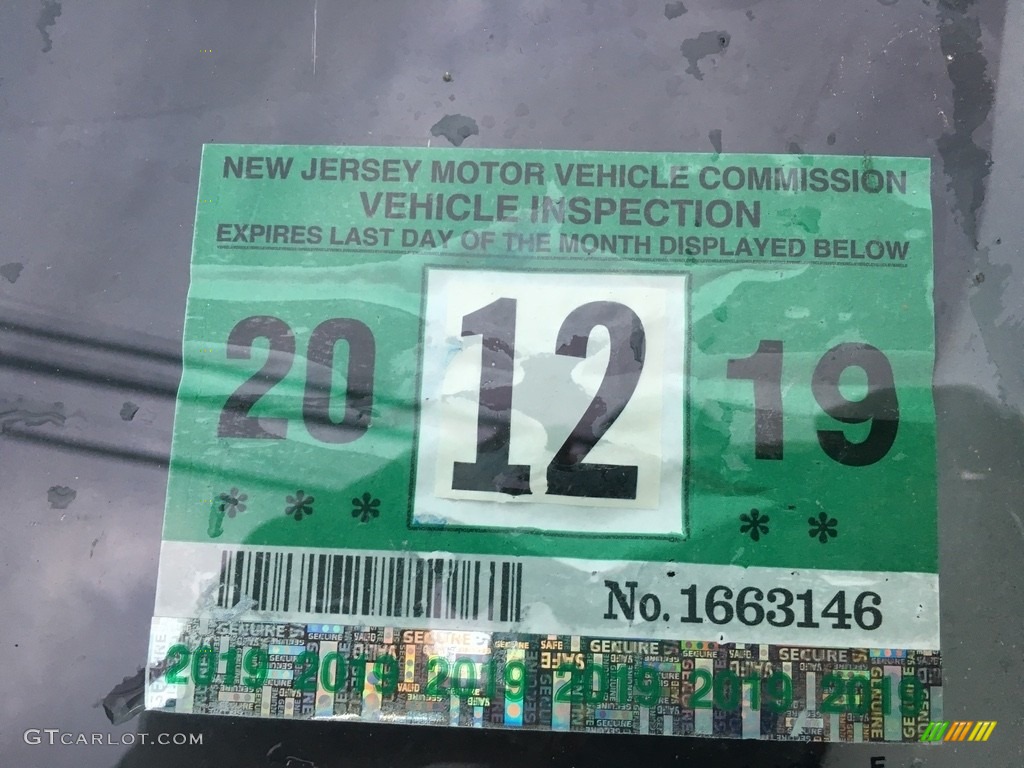 NEW JERSEY MOTOR VEHICLE COMMISSION
VEHICLE INSPECTION
EXPIRES LAST DAY OF THE MONTH DISPLAYED BELOW
20 12 19
*** **
No. 1663146
2019 2019 2019 2019 2019 2019
GTCARLOT.COM